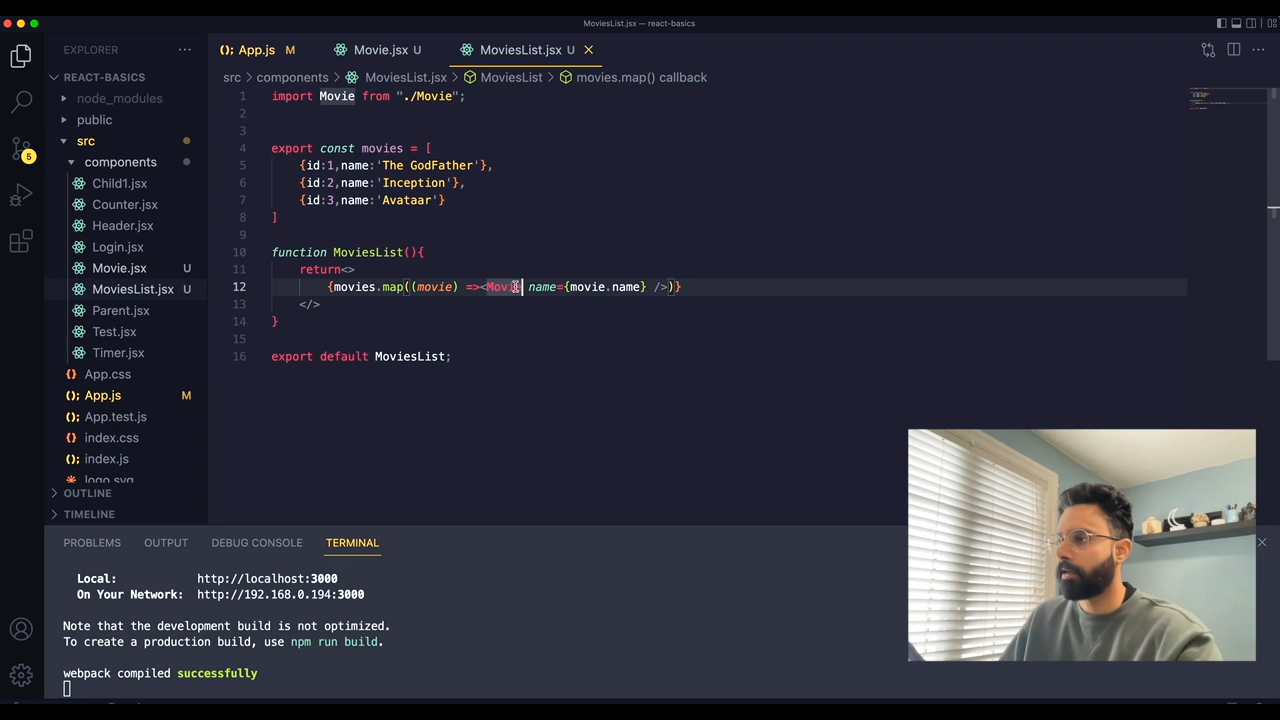 MoviesList.jsx — react-basics
EXPLORER
App.js M
Movie.jsx U
MoviesList.jsx U
REACT-BASICS
src > components > MoviesList.jsx > MoviesList > movies.map() callback
node_modules
public
src
components
Child1.jsx
Counter.jsx
Header.jsx
Login.jsx
Movie.jsx U
MoviesList.jsx U
Parent.jsx
Test.jsx
Timer.jsx
App.css
App.js M
App.test.js
index.css
index.js
logo.svg
OUTLINE
TIMELINE
5
1 import Movie from "./Movie";
2
3
4 export const movies = [
5 {id:1,name:'The GodFather'},
6 {id:2,name:'Inception'},
7 {id:3,name:'Avataar'}
8 ]
9
10 function MoviesList(){
11 return<>
12 {movies.map((movie) =><Movie name={movie.name} />)}
13 </>
14 }
15
16 export default MoviesList;
PROBLEMS OUTPUT DEBUG CONSOLE TERMINAL
Local: http://localhost:3000
On Your Network: http://192.168.0.194:3000
Note that the development build is not optimized.
To create a production build, use npm run build.
webpack compiled successfully